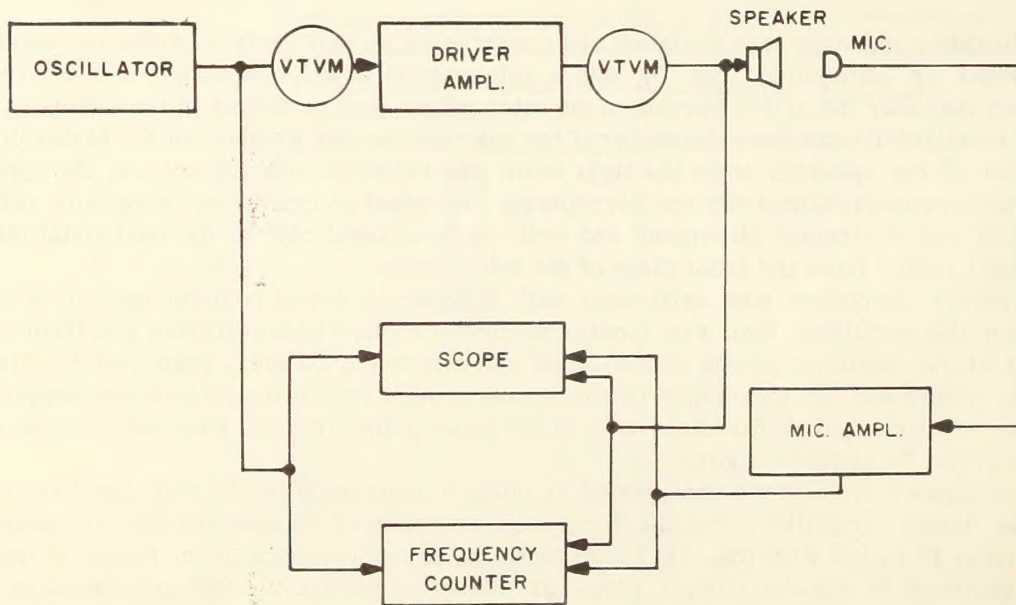 SPEAKER
MIC.
OSCILLATOR
VTVM
DRIVER
AMPL.
VTVM
SCOPE
MIC. AMPL.
FREQUENCY
COUNTER